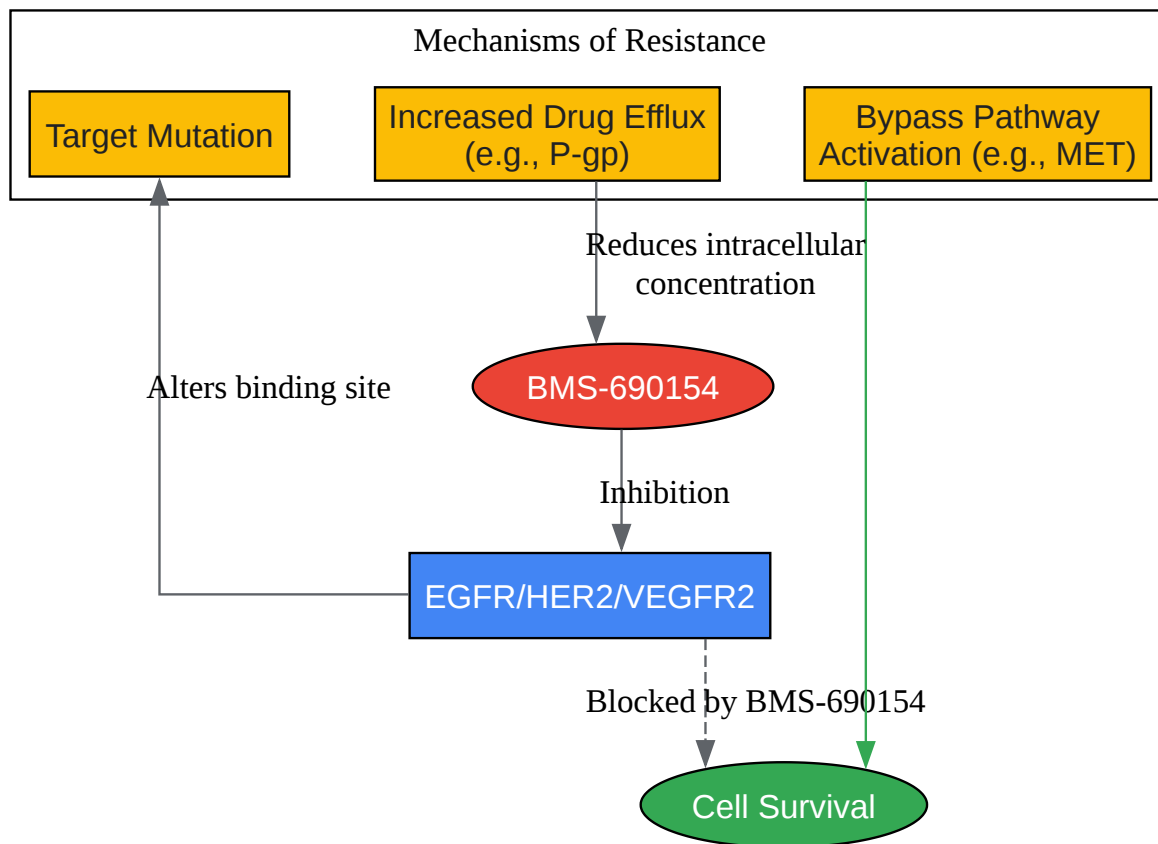 Mechanisms of Resistance
Target Mutation
Increased Drug Efflux
(e.g., P-gp)
Bypass Pathway
Activation (e.g., MET)
Reduces intracellular
concentration
Alters binding site
BMS-690154
Inhibition
EGFR/HER2/VEGFR2
Blocked by BMS-690154
Cell Survival